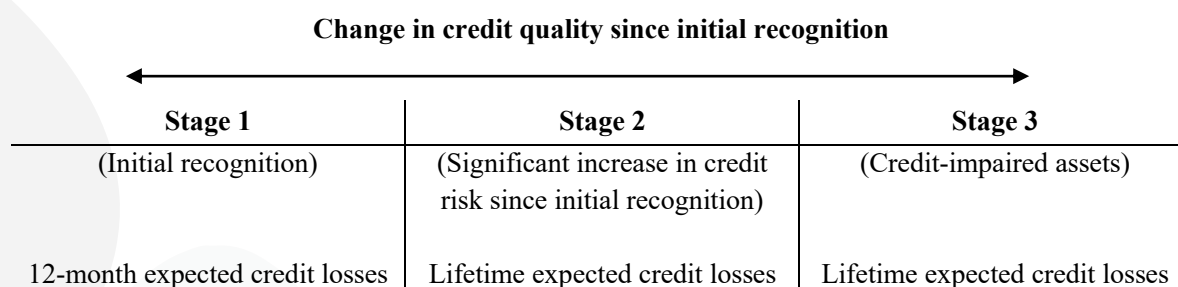 Change in credit quality since initial recognition
Stage 1
Stage 2
Stage 3
(Initial recognition)
(Significant increase in credit
risk since initial recognition)
(Credit-impaired assets)
12-month expected credit losses
Lifetime expected credit losses
Lifetime expected credit losses